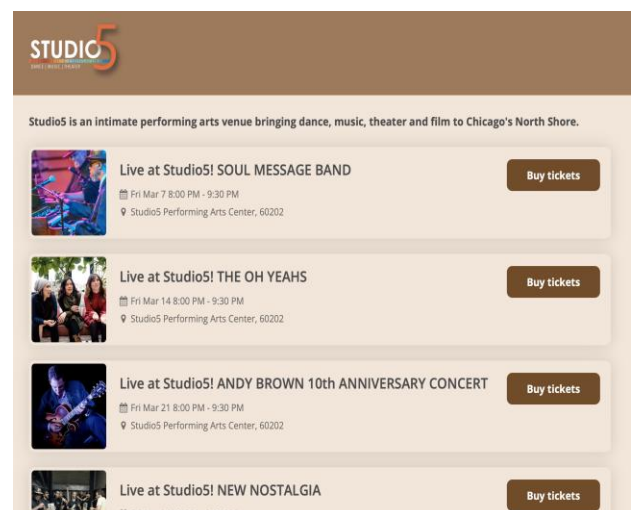 STUDIO5
Studio5 is an intimate performing arts venue bringing dance, music, theater and film to Chicago's North Shore.
Live at Studio5! SOUL MESSAGE BAND
Fri Mar 7 8:00 PM - 9:30 PM
Studio5 Performing Arts Center, 60202
Buy tickets
Live at Studio5! THE OH YEAHS
Fri Mar 14 8:00 PM - 9:30 PM
Studio5 Performing Arts Center, 60202
Buy tickets
Live at Studio5! ANDY BROWN 10th ANNIVERSARY CONCERT
Fri Mar 21 8:00 PM - 9:30 PM
Studio5 Performing Arts Center, 60202
Buy tickets
Live at Studio5! NEW NOSTALGIA
Buy tickets